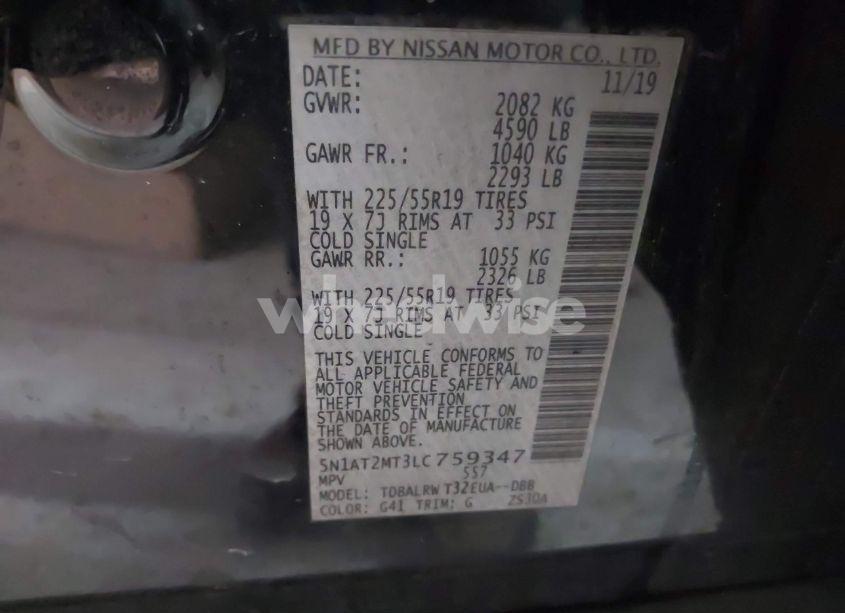 MFD BY NISSAN MOTOR CO., LTD.
DATE: 11/19
GVWR: 2082 KG
4590 LB
GAWR FR.: 1040 KG
2293 LB
WITH 225/55R19 TIRES
19 X 7J RIMS AT 33 PSI
COLD SINGLE
GAWR RR.: 1055 KG
2326 LB
WITH 225/55R19 TIRES
19 X 7J RIMS AT 33 PSI
COLD SINGLE
wheelwise
THIS VEHICLE CONFORMS TO
ALL APPLICABLE FEDERAL
MOTOR VEHICLE SAFETY AND
THEFT PREVENTION
STANDARDS IN EFFECT ON
THE DATE OF MANUFACTURE
SHOWN ABOVE.
5N1AT2MT3LC759347
MPV 557
MODEL: TDBALRW T32EUA--DBB
COLOR: G41 TRIM: G ZS30A